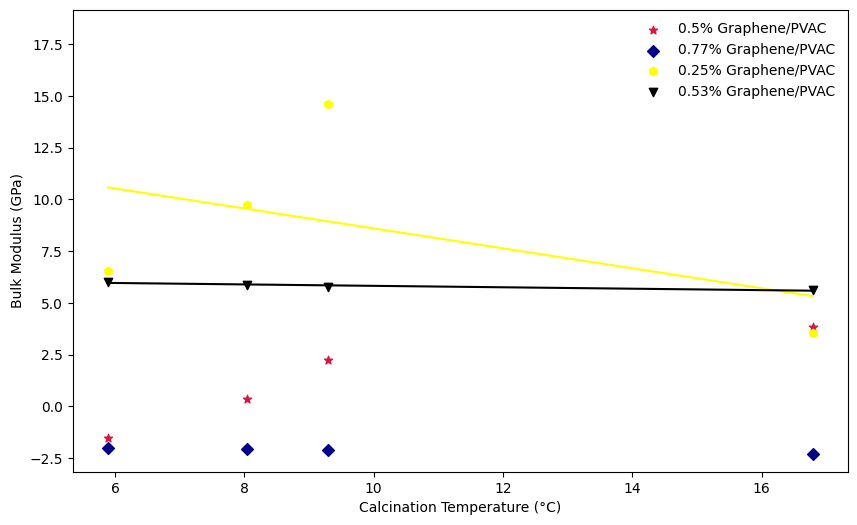 17.5
15.0
12.5
10.0
7.5
5.0
2.5
0.0
−2.5
Bulk Modulus (GPa)
0.5% Graphene/PVAC
0.77% Graphene/PVAC
0.25% Graphene/PVAC
0.53% Graphene/PVAC
6 8 10 12 14 16
Calcination Temperature (°C)